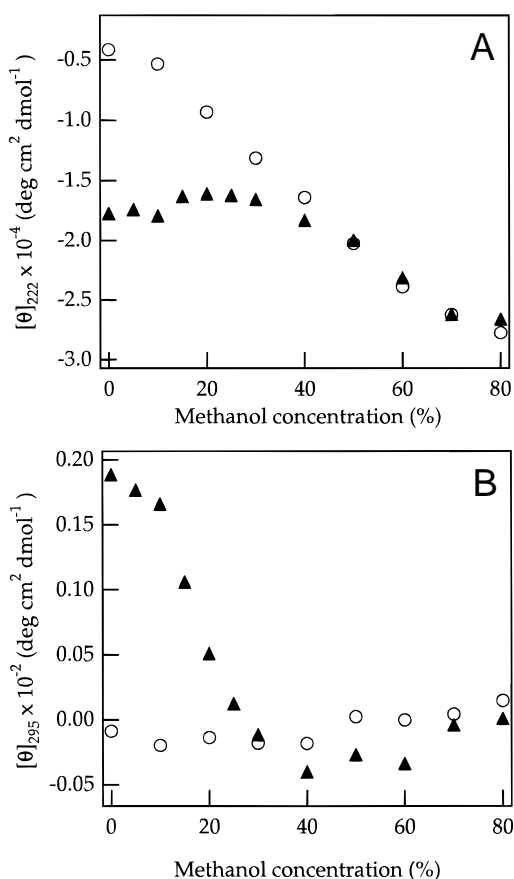 A
-0.5
-1.0
-1.5
-2.0
-2.5
-3.0
[θ]222 x 10-4 (deg cm2 dmol-1)
0 20 40 60 80
Methanol concentration (%)
B
0.20
0.15
0.10
0.05
0.00
-0.05
[θ]295 x 10-2 (deg cm2 dmol-1)
0 20 40 60 80
Methanol concentration (%)